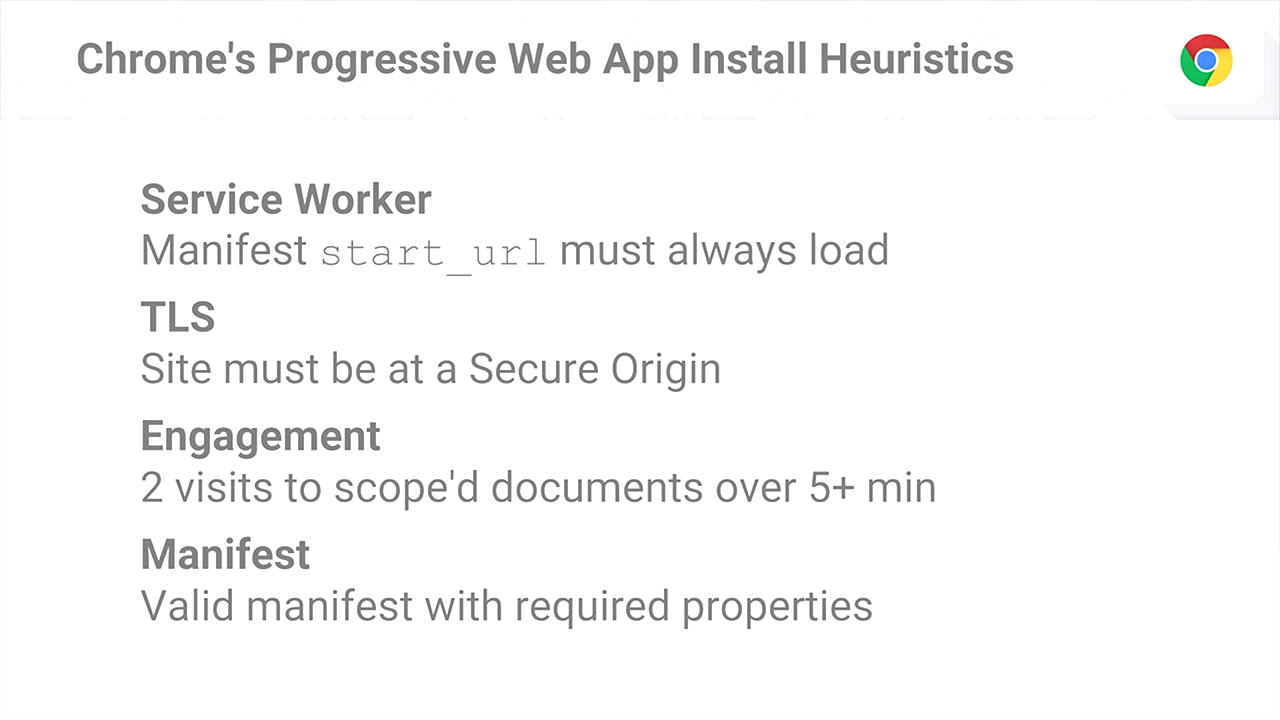 Chrome's Progressive Web App Install Heuristics
Service Worker
Manifest start_url must always load
TLS
Site must be at a Secure Origin
Engagement
2 visits to scope'd documents over 5+ min
Manifest
Valid manifest with required properties